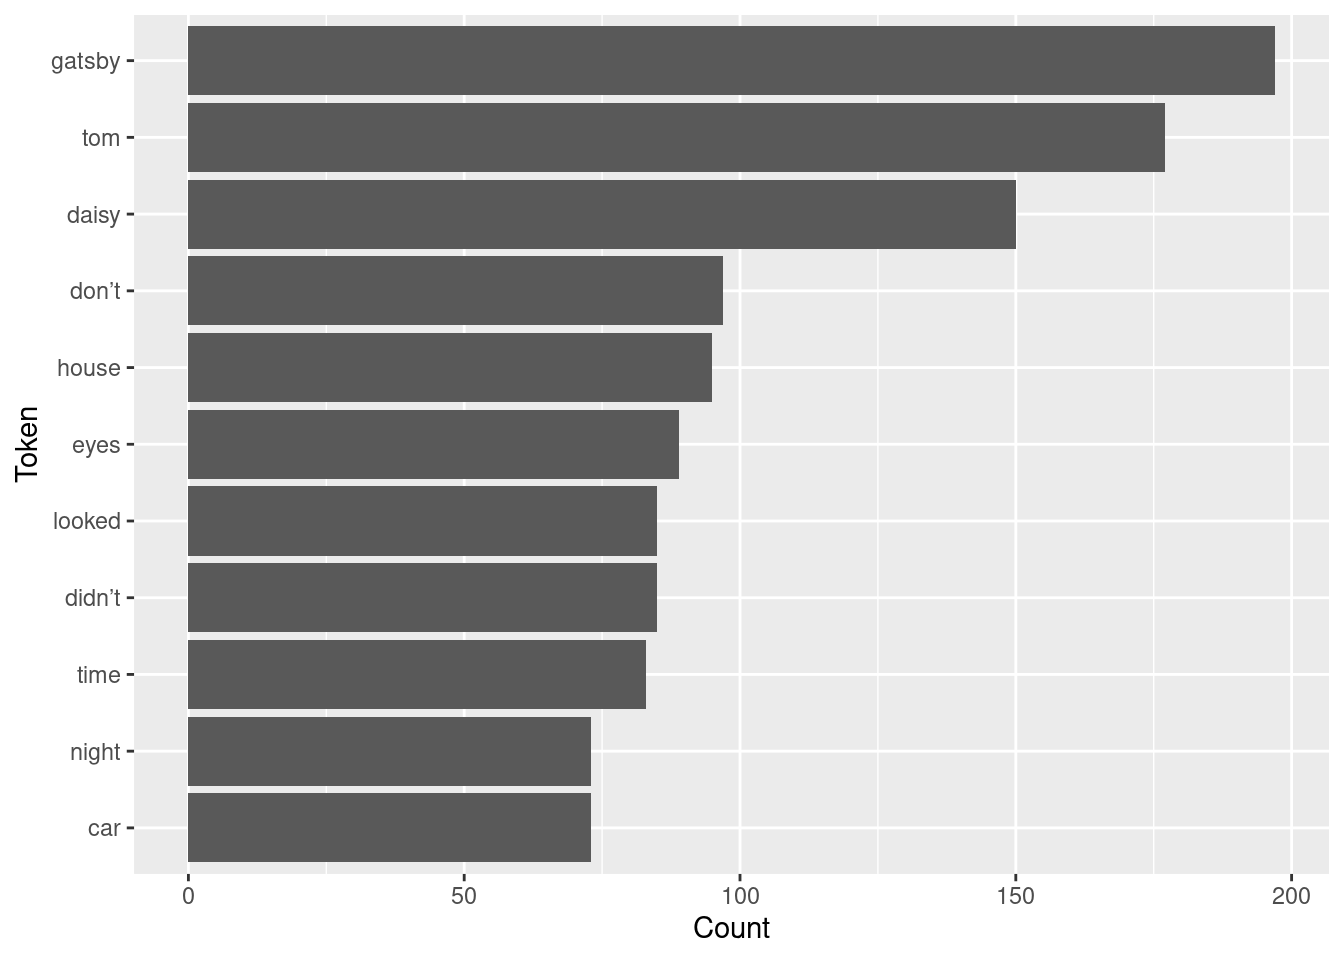 gatsby
tom
daisy
don’t
house
eyes
looked
didn’t
time
night
car
Token
0 50 100 150 200
Count